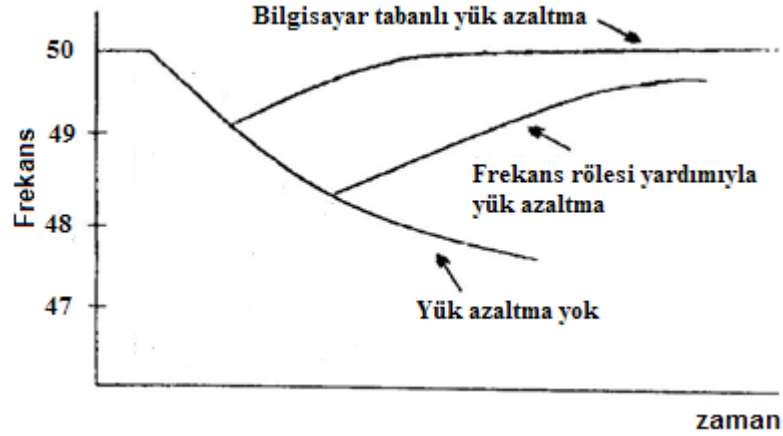 Bilgisayar tabanlı yük azaltma
50
49
48
47
Frekans
Frekans rölesi yardımıyla
yük azaltma
Yük azaltma yok
zaman